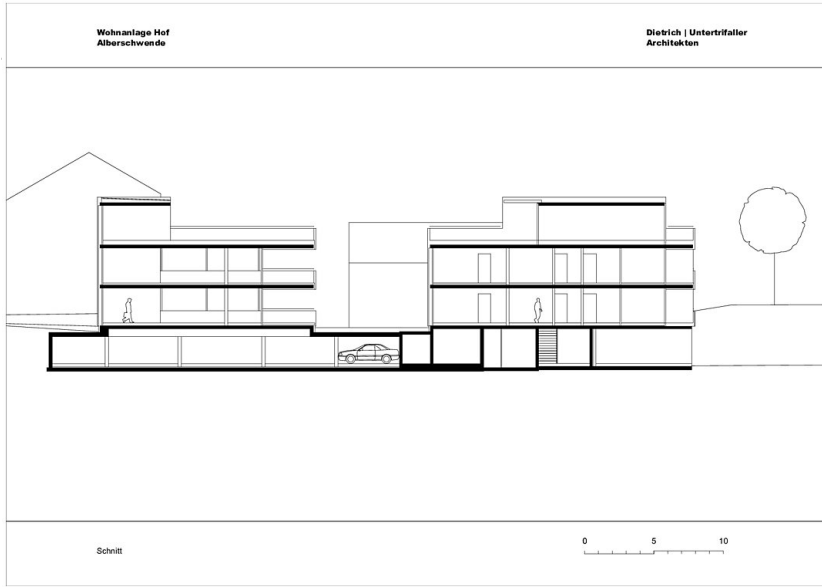 Wohnanlage Hof
Alberschwende
Dietrich | Untertrifaller
Architekten
Schnitt
0 5 10